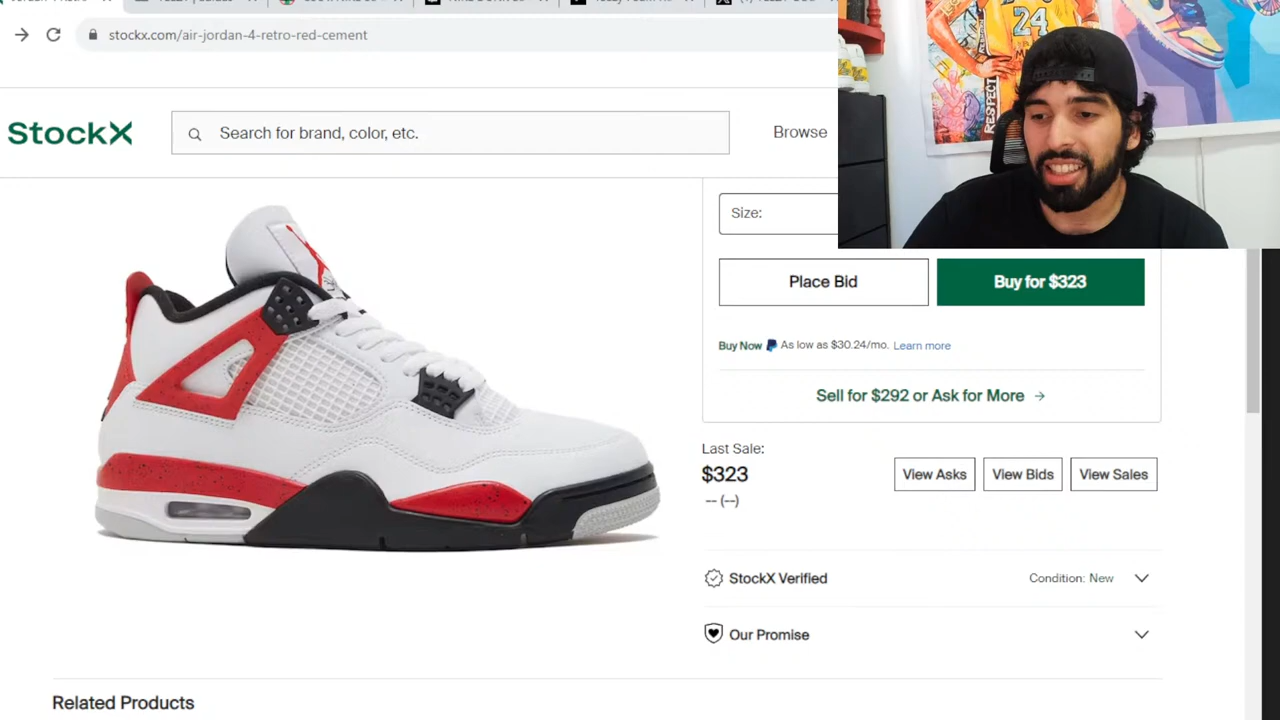 stockx.com/air-jordan-4-retro-red-cement
StockX
Search for brand, color, etc.
Browse
RESPECT
24
Size:
Place Bid
Buy for $323
Buy Now
As low as $30.24/mo. Learn more
Sell for $292 or Ask for More →
Last Sale:
$323
-- (--)
View Asks
View Bids
View Sales
StockX Verified
Condition: New
Our Promise
Related Products